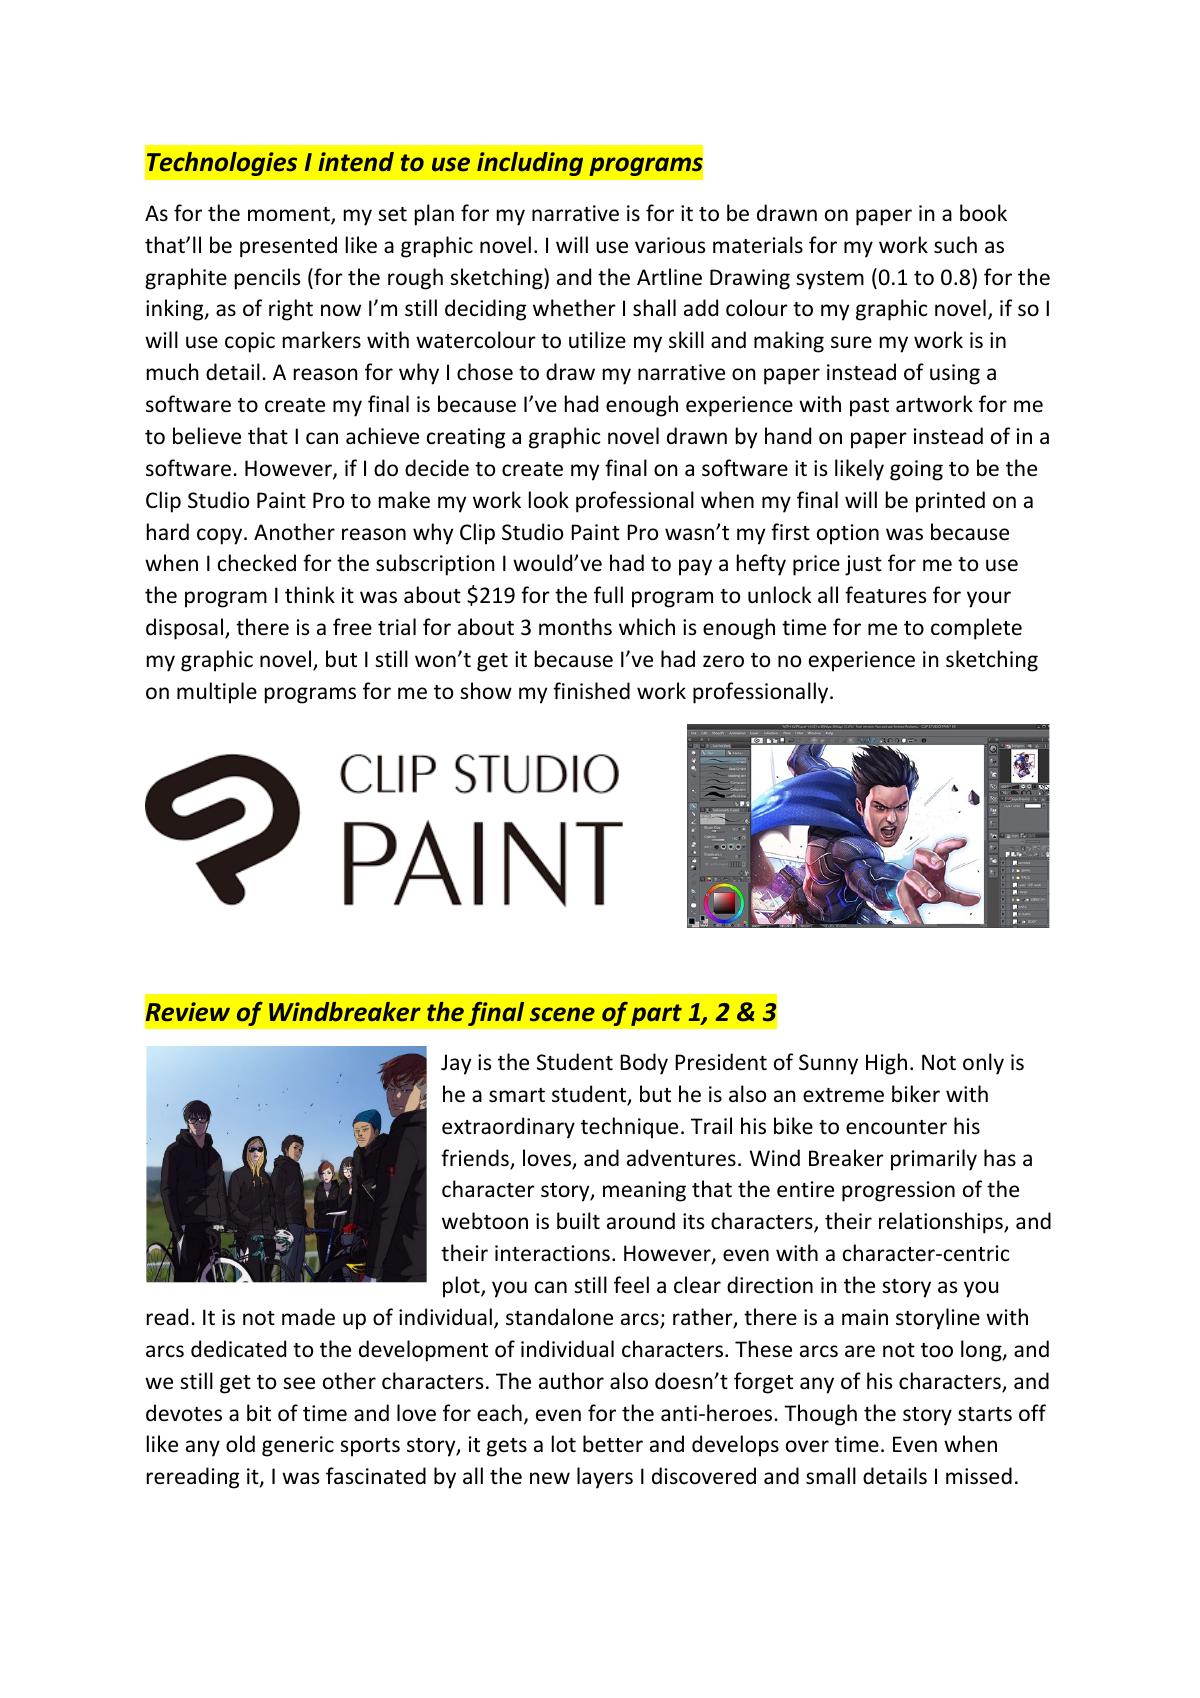 Technologies I intend to use including programs
As for the moment, my set plan for my narrative is for it to be drawn on paper in a book
that’ll be presented like a graphic novel. I will use various materials for my work such as
graphite pencils (for the rough sketching) and the Artline Drawing system (0.1 to 0.8) for the
inking, as of right now I’m still deciding whether I shall add colour to my graphic novel, if so I
will use copic markers with watercolour to utilize my skill and making sure my work is in
much detail. A reason for why I chose to draw my narrative on paper instead of using a
software to create my final is because I’ve had enough experience with past artwork for me
to believe that I can achieve creating a graphic novel drawn by hand on paper instead of in a
software. However, if I do decide to create my final on a software it is likely going to be the
Clip Studio Paint Pro to make my work look professional when my final will be printed on a
hard copy. Another reason why Clip Studio Paint Pro wasn’t my first option was because
when I checked for the subscription I would’ve had to pay a hefty price just for me to use
the program I think it was about $219 for the full program to unlock all features for your
disposal, there is a free trial for about 3 months which is enough time for me to complete
my graphic novel, but I still won’t get it because I’ve had zero to no experience in sketching
on multiple programs for me to show my finished work professionally.
CLIP STUDIO
PAINT
Review of Windbreaker the final scene of part 1, 2 & 3
Jay is the Student Body President of Sunny High. Not only is
he a smart student, but he is also an extreme biker with
extraordinary technique. Trail his bike to encounter his
friends, loves, and adventures. Wind Breaker primarily has a
character story, meaning that the entire progression of the
webtoon is built around its characters, their relationships, and
their interactions. However, even with a character-centric
plot, you can still feel a clear direction in the story as you
read. It is not made up of individual, standalone arcs; rather, there is a main storyline with
arcs dedicated to the development of individual characters. These arcs are not too long, and
we still get to see other characters. The author also doesn’t forget any of his characters, and
devotes a bit of time and love for each, even for the anti-heroes. Though the story starts off
like any old generic sports story, it gets a lot better and develops over time. Even when
rereading it, I was fascinated by all the new layers I discovered and small details I missed.